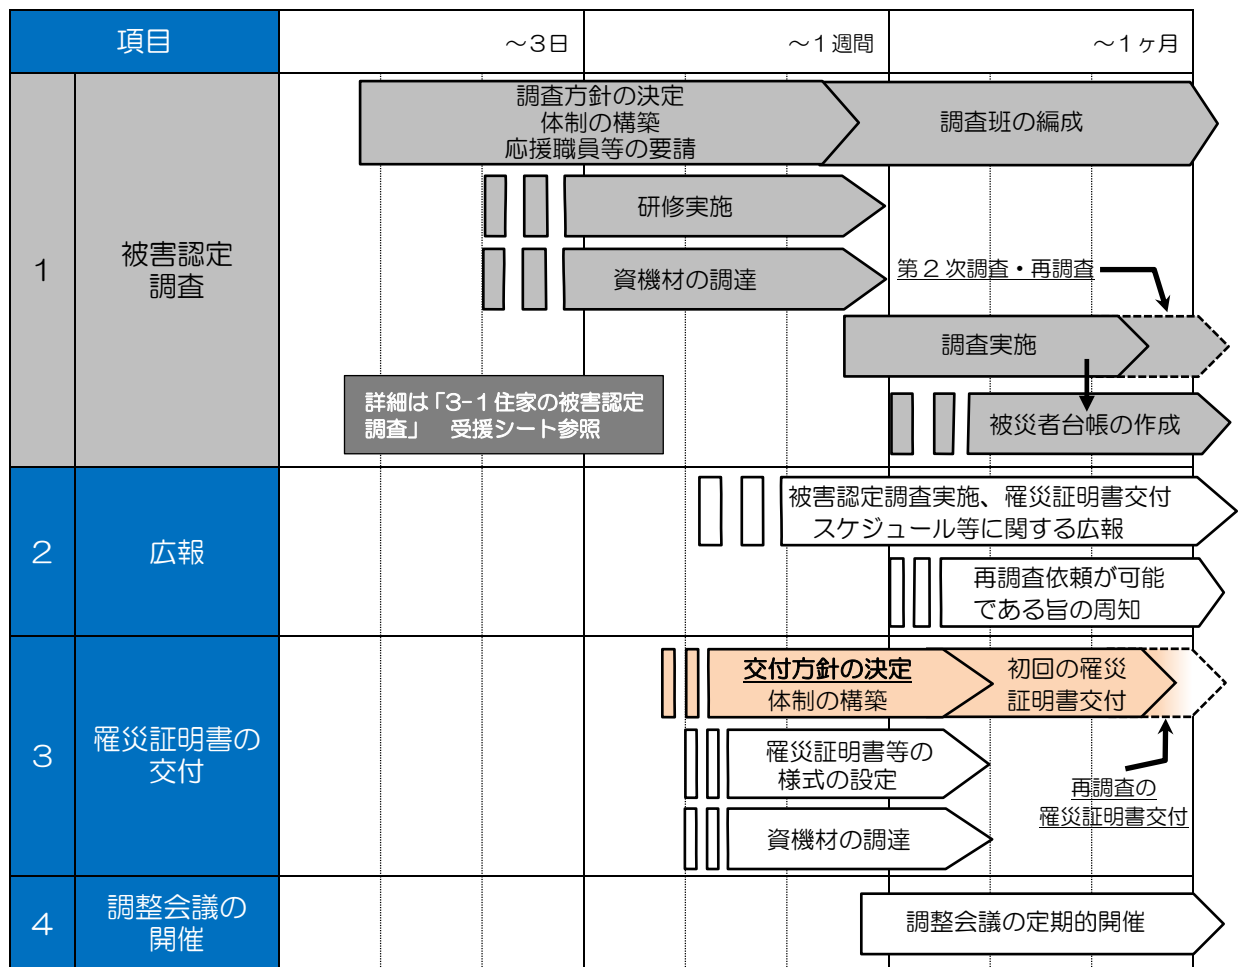 項目
～3日
～1週間
～1ヶ月
1
被害認定
調査
調査方針の決定
体制の構築
応援職員等の要請
調査班の編成
研修実施
資機材の調達
第2次調査・再調査
調査実施
詳細は「3-1住家の被害認定
調査」　受援シート参照
被災者台帳の作成
2
広報
被害認定調査実施、罹災証明書交付
スケジュール等に関する広報
再調査依頼が可能
である旨の周知
3
罹災証明書の
交付
交付方針の決定
体制の構築
初回の罹災
証明書交付
罹災証明書等の
様式の設定
再調査の
罹災証明書交付
資機材の調達
4
調整会議の
開催
調整会議の定期的開催